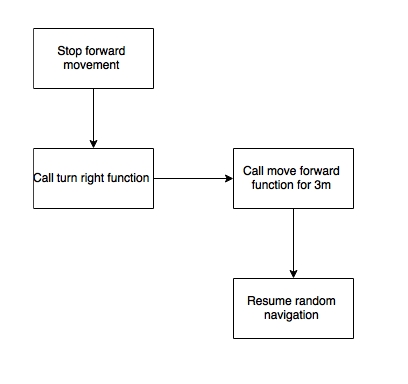 Stop forward
movement
Call turn right function
Call move forward
function for 3m
Resume random
navigation